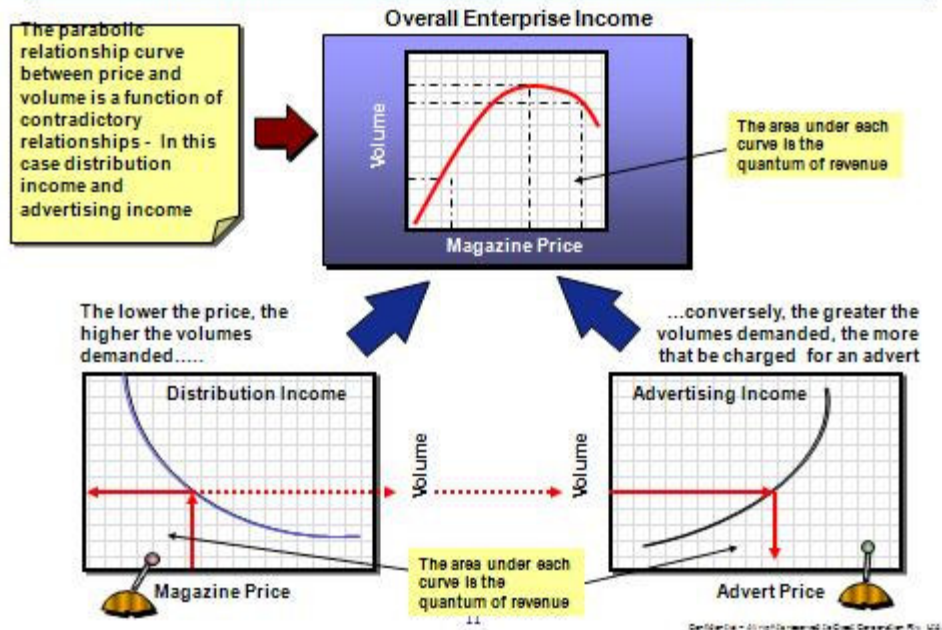 Overall Enterprise Income
The parabolic
relationship curve
between price and
volume is a function of
contradictory
relationships - In this
case distribution
income and
advertising income
Volume
Magazine Price
The area under each
curve is the
quantum of revenue
The lower the price, the
higher the volumes
demanded.....
...conversely, the greater the
volumes demanded, the more
that be charged for an advert
Distribution Income
Volume
Magazine Price
Volume
Advertising Income
Advert Price
The area under each
curve is the
quantum of revenue
11